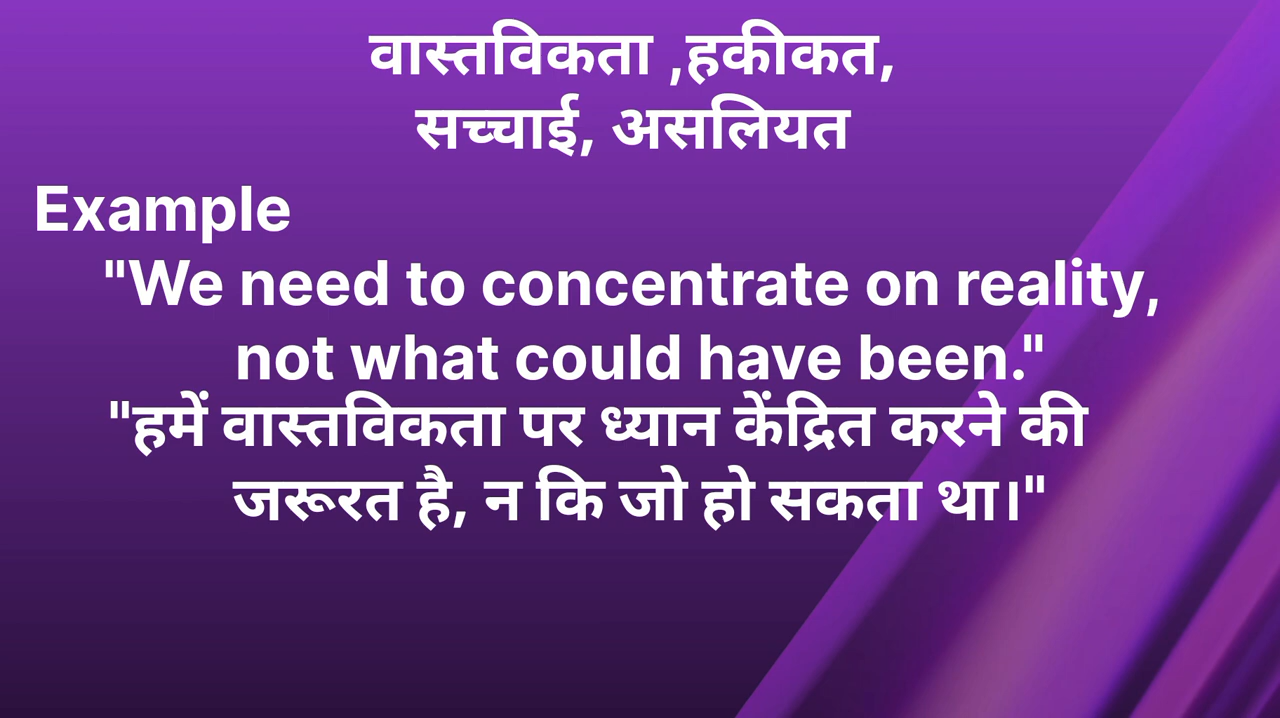 वास्तविकता ,हकीकत,
सच्चाई, असलियत
Example
"We need to concentrate on reality,
not what could have been."
"हमें वास्तविकता पर ध्यान केंद्रित करने की
जरूरत है, न कि जो हो सकता था।"